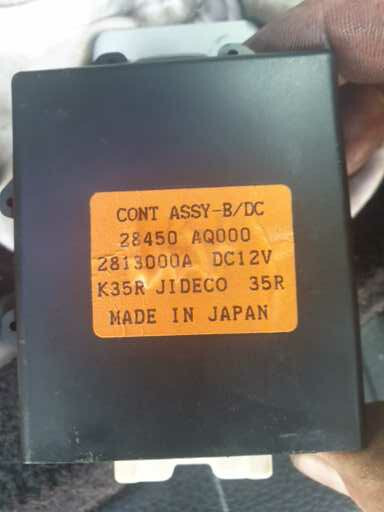 CONT ASSY-B/DC
28450 AQ000
2813000A DC12V
K35R JIDECO 35R
MADE IN JAPAN